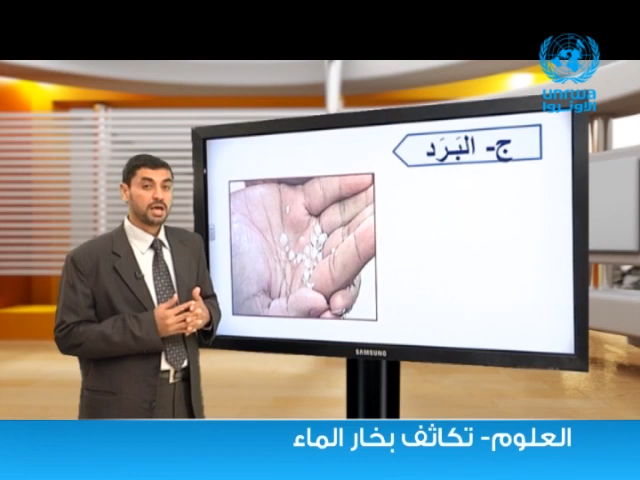 unrwa
الأونروا
ج- البَرَد
SAMSUNG
العلوم- تكاثف بخار الماء